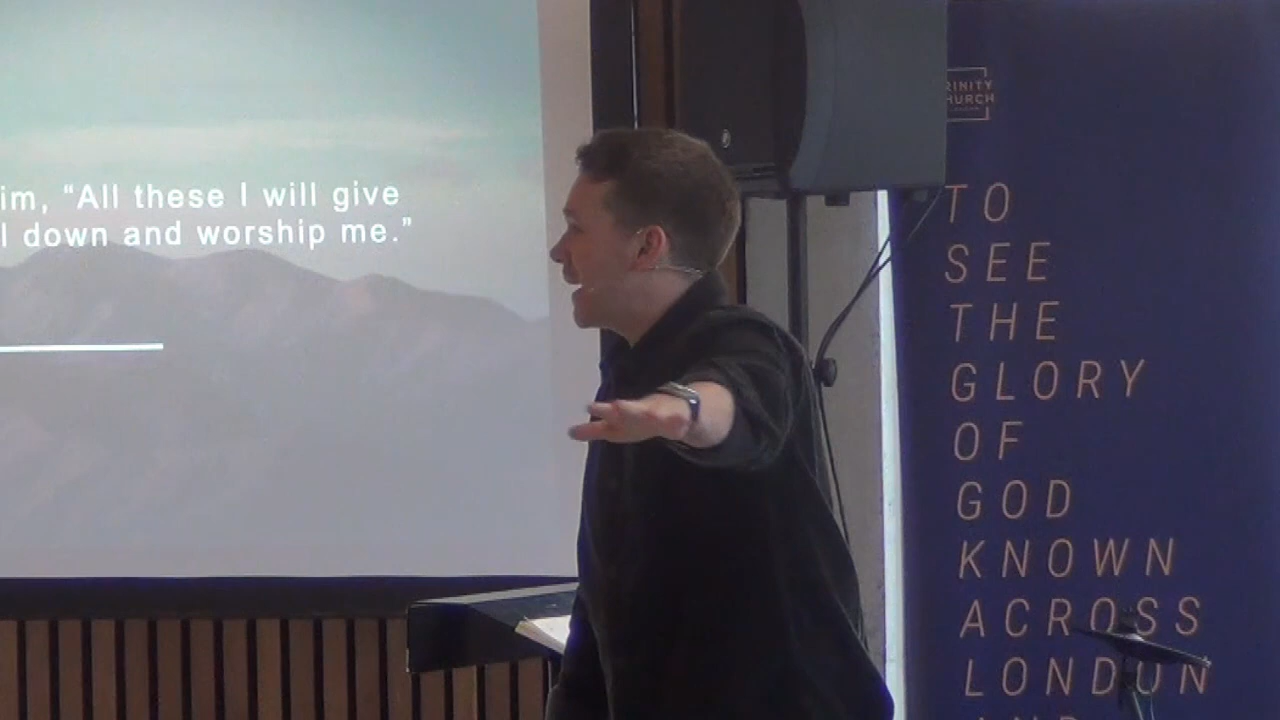 im, “All these I will give
l down and worship me.”
RINITY
HURCH
TO
SEE
THE
GLORY
OF
GOD
KNOWN
ACROSS
LONDON
AND